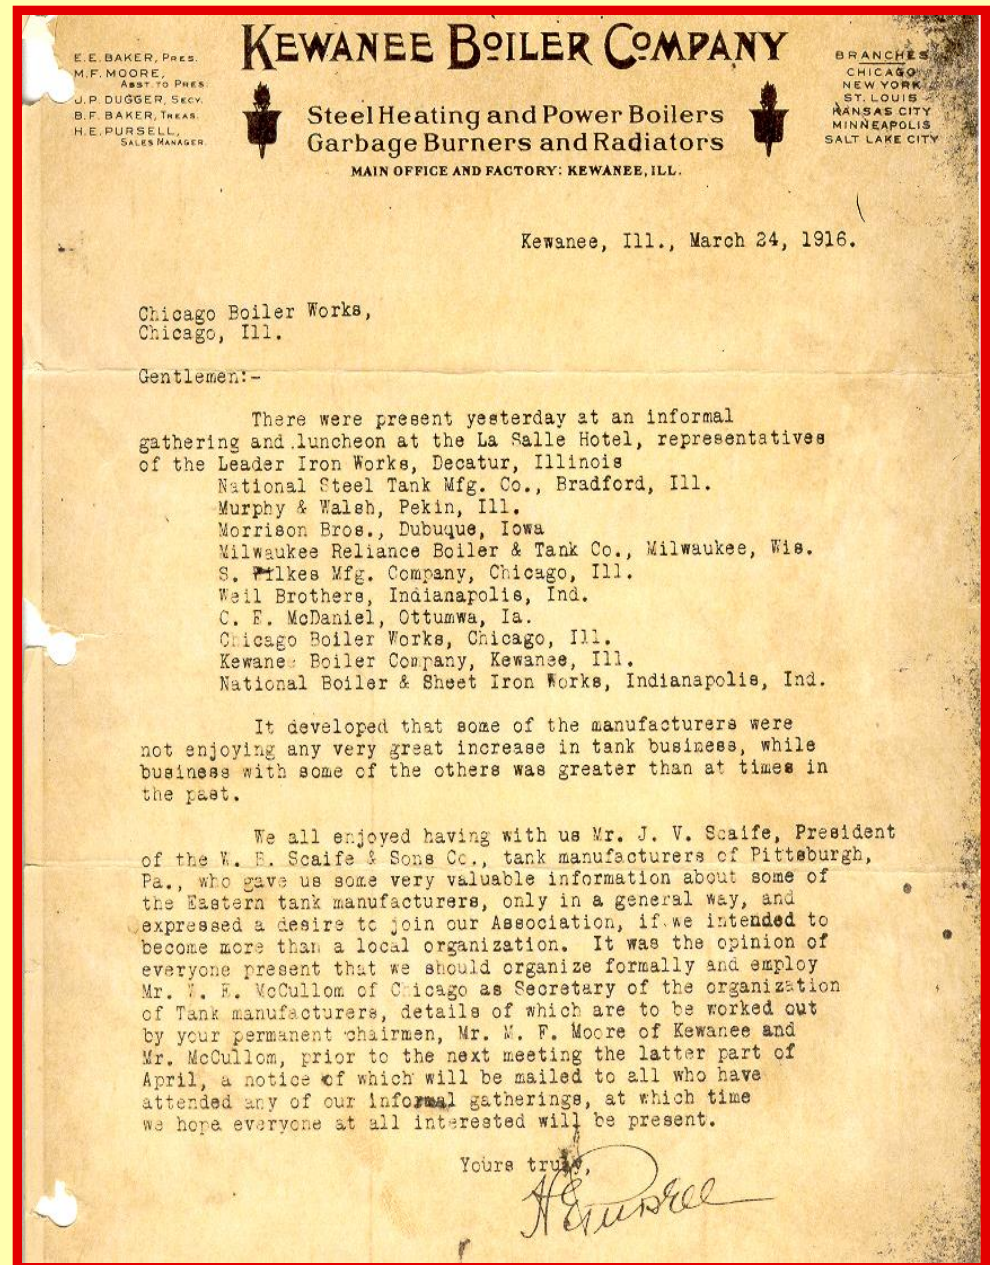 KEWANEE BOILER COMPANY
E.E. BAKER, PRES.
M.F. MOORE,
ASST. TO PRES.
J.P. DUGGER, SECY.
B.F. BAKER, TREAS.
H.E. PURSELL,
SALES MANAGER.
Steel Heating and Power Boilers
Garbage Burners and Radiators
MAIN OFFICE AND FACTORY: KEWANEE, ILL.
BRANCHES
CHICAGO
NEW YORK
ST. LOUIS
KANSAS CITY
MINNEAPOLIS
SALT LAKE CITY
Kewanee, Ill., March 24, 1916.
Chicago Boiler Works,
Chicago, Ill.
Gentlemen:-
There were present yesterday at an informal
gathering and luncheon at the La Salle Hotel, representatives
of the Leader Iron Works, Decatur, Illinois
National Steel Tank Mfg. Co., Bradford, Ill.
Murphy & Walsh, Pekin, Ill.
Morrison Bros., Dubuque, Iowa
Milwaukee Reliance Boiler & Tank Co., Milwaukee, Wis.
S. Wilkes Mfg. Company, Chicago, Ill.
Weil Brothers, Indianapolis, Ind.
C. E. McDaniel, Ottumwa, Ia.
Chicago Boiler Works, Chicago, Ill.
Kewanee Boiler Company, Kewanee, Ill.
National Boiler & Sheet Iron Works, Indianapolis, Ind.
It developed that some of the manufacturers were
not enjoying any very great increase in tank business, while
business with some of the others was greater than at times in
the past.
We all enjoyed having with us Mr. J. V. Scaife, President
of the W. B. Scaife & Sons Co., tank manufacturers of Pittsburgh,
Pa., who gave us some very valuable information about some of
the Eastern tank manufacturers, only in a general way, and
expressed a desire to join our Association, if we intended to
become more than a local organization. It was the opinion of
everyone present that we should organize formally and employ
Mr. E. McCullom of Chicago as Secretary of the organization
of Tank manufacturers, details of which are to be worked out
by your permanent chairmen, Mr. M. F. Moore of Kewanee and
Mr. McCullom, prior to the next meeting the latter part of
April, a notice of which will be mailed to all who have
attended any of our informal gatherings, at which time
we hope everyone at all interested will be present.
Yours truly,
H E Pursell